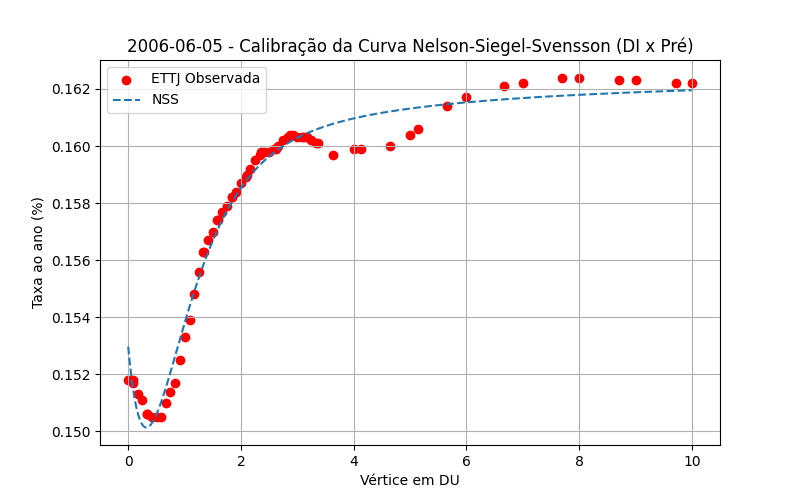 2006-06-05 - Calibração da Curva Nelson-Siegel-Svensson (DI x Pré)
ETTJ Observada
NSS
Taxa ao ano (%)
0.162
0.160
0.158
0.156
0.154
0.152
0.150
0 2 4 6 8 10
Vértice em DU